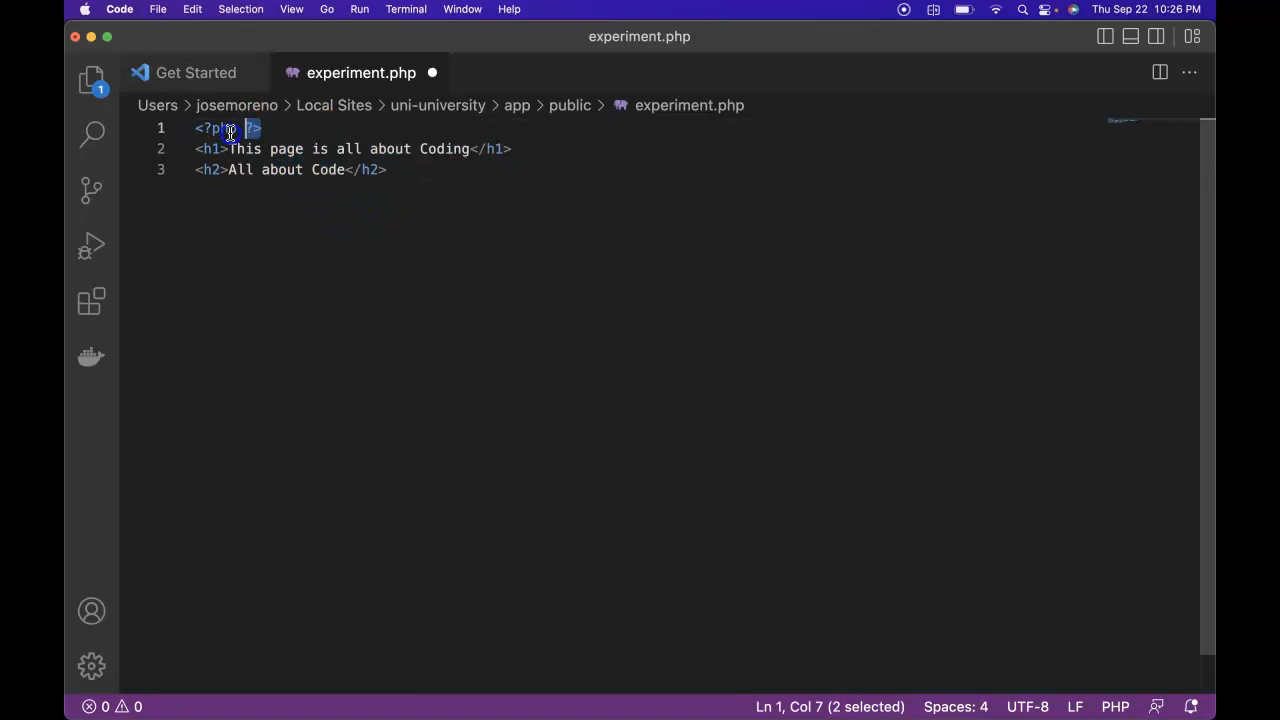 Code File Edit Selection View Go Run Terminal Window Help Thu Sep 22 10:26 PM
experiment.php
Get Started experiment.php
Users > josemoreno > Local Sites > uni-university > app > public > experiment.php
1 <?php ?>
2 <h1>This page is all about Coding</h1>
3 <h2>All about Code</h2>
1
0 0 Ln 1, Col 7 (2 selected) Spaces: 4 UTF-8 LF PHP